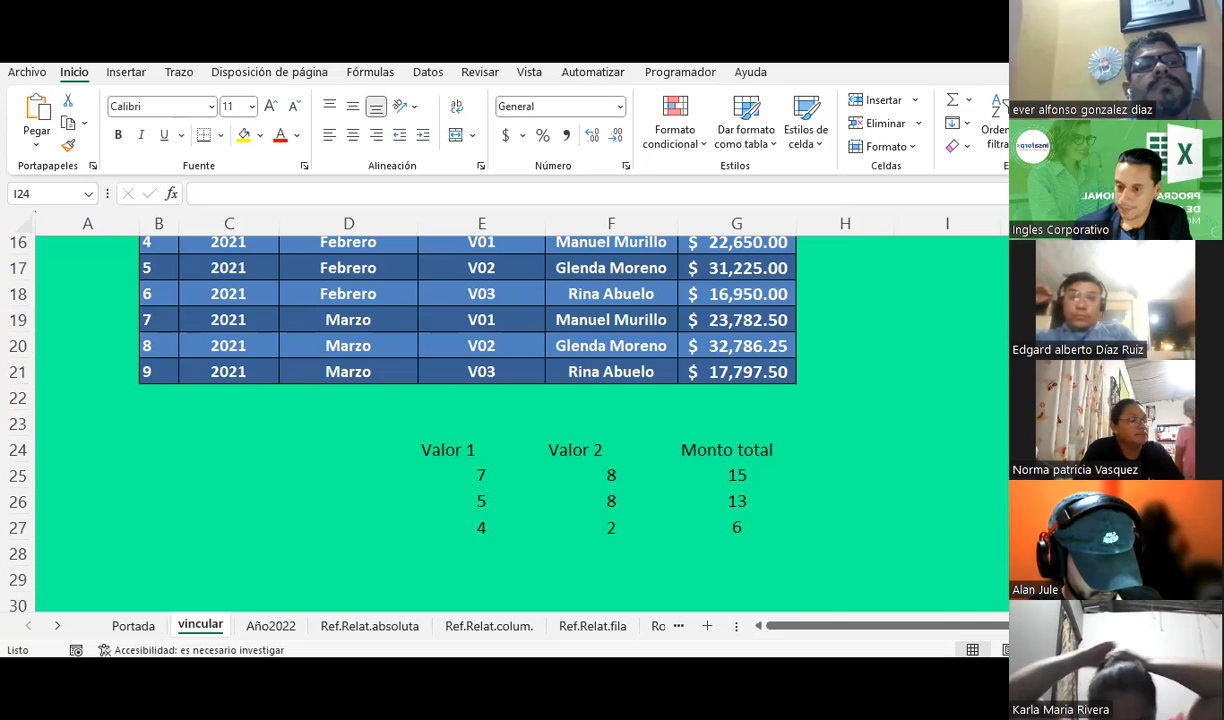 Archivo Inicio Insertar Trazo Disposición de página Fórmulas Datos Revisar Vista Automatizar Programador Ayuda
Calibri 11 General Insertar
Pegar Formato condicional Dar formato como tabla Estilos de celda Eliminar
N K S $ % Formato
Portapapeles Fuente Alineación Número Estilos Celdas
I24 fx
A B C D E F G H I
16 4 2021 Febrero V01 Manuel Murillo $ 22,650.00
17 5 2021 Febrero V02 Glenda Moreno $ 31,225.00
18 6 2021 Febrero V03 Rina Abuelo $ 16,950.00
19 7 2021 Marzo V01 Manuel Murillo $ 23,782.50
20 8 2021 Marzo V02 Glenda Moreno $ 32,786.25
21 9 2021 Marzo V03 Rina Abuelo $ 17,797.50
22
23
24 Valor 1 Valor 2 Monto total
25 7 8 15
26 5 8 13
27 4 2 6
28
29
30
Portada vincular Año2022 Ref.Relat.absoluta Ref.Relat.colum. Ref.Relat.fila Ro
Listo Accesibilidad: es necesario investigar
ever alfonso gonzalez diaz
Ingles Corporativo
Edgard alberto Díaz Ruiz
Norma patricia Vasquez
Alan Jule
Karla Maria Rivera